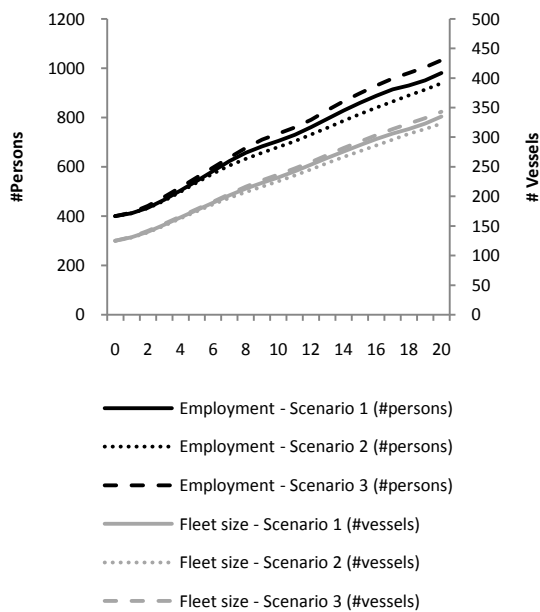 1200
1000
800
600
400
200
0
#Persons
500
450
400
350
300
250
200
150
100
50
0
# Vessels
0 2 4 6 8 10 12 14 16 18 20
Employment - Scenario 1 (#persons)
Employment - Scenario 2 (#persons)
Employment - Scenario 3 (#persons)
Fleet size - Scenario 1 (#vessels)
Fleet size - Scenario 2 (#vessels)
Fleet size - Scenario 3 (#vessels)